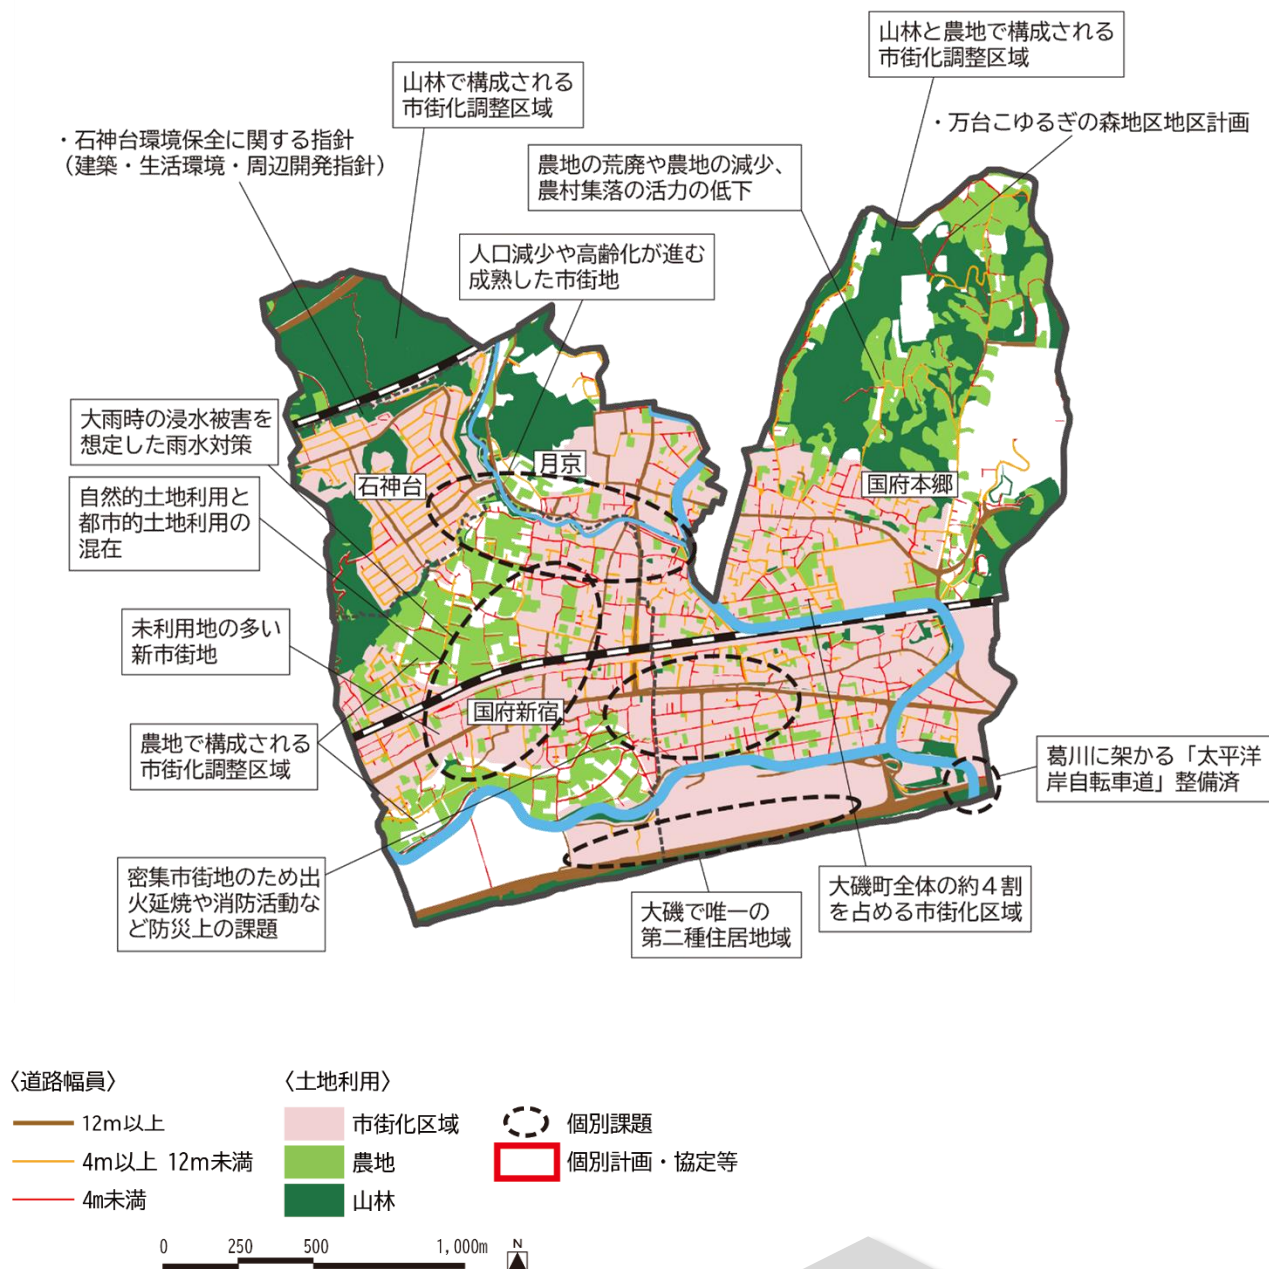 山林と農地で構成される
市街化調整区域
山林で構成される
市街化調整区域
・万台こゆるぎの森地区地区計画
・石神台環境保全に関する指針
（建築・生活環境・周辺開発指針）
農地の荒廃や農地の減少、
農村集落の活力の低下
人口減少や高齢化が進む
成熟した市街地
大雨時の浸水被害を
想定した雨水対策
月京
石神台
国府本郷
自然的土地利用と
都市的土地利用の
混在
未利用地の多い
新市街地
国府新宿
農地で構成される
市街化調整区域
葛川に架かる「太平洋
岸自転車道」整備済
密集市街地のため出
火延焼や消防活動な
ど防災上の課題
大磯で唯一の
第二種住居地域
大磯町全体の約４割
を占める市街化区域
〈道路幅員〉
12ｍ以上
4ｍ以上 12ｍ未満
4ｍ未満
〈土地利用〉
市街化区域
農地
山林
個別課題
個別計画・協定等
0 250 500 1,000m
N